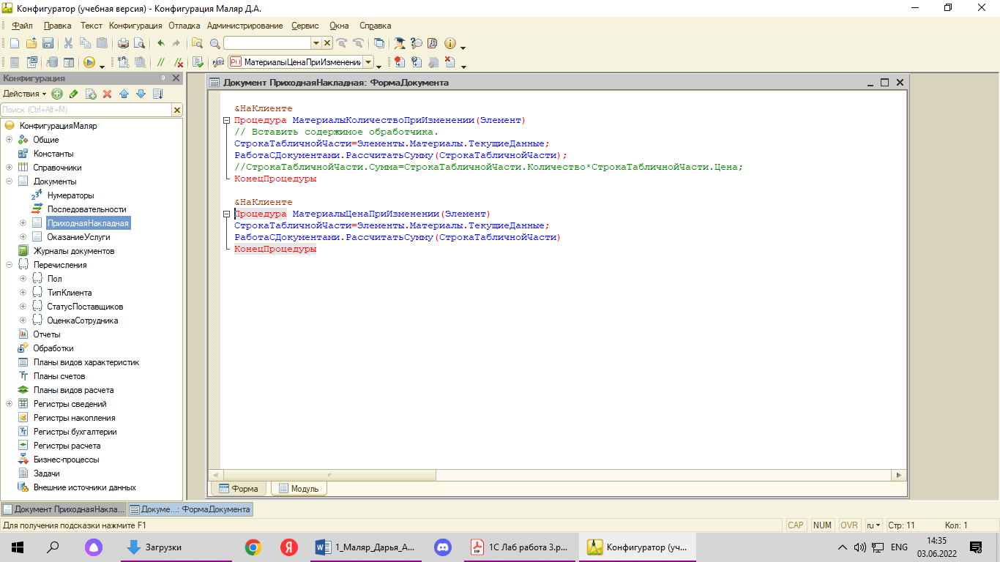 Конфигуратор (учебная версия) - Конфигурация Маляр Д.А.
Файл Правка Текст Конфигурация Отладка Администрирование Сервис Окна Справка
МатериалыЦенаПриИзменении
Конфигурация
Действия
Поиск (Ctrl+Alt+M)
КонфигурацияМаляр
Общие
Константы
Справочники
Документы
Нумераторы
Последовательности
ПриходнаяНакладная
ОказаниеУслуги
Журналы документов
Перечисления
Пол
ТипКлиента
СтатусПоставщиков
ОценкаСотрудника
Отчеты
Обработки
Планы видов характеристик
Планы счетов
Планы видов расчета
Регистры сведений
Регистры накопления
Регистры бухгалтерии
Регистры расчета
Бизнес-процессы
Задачи
Внешние источники данных
Документ ПриходнаяНакладная: ФормаДокумента
&НаКлиенте
Процедура МатериалыКоличествоПриИзменении(Элемент)
// Вставить содержимое обработчика.
СтрокаТабличнойЧасти=Элементы.Материалы.ТекущиеДанные;
РаботаСДокументами.РассчитатьСумму(СтрокаТабличнойЧасти);
//СтрокаТабличнойЧасти.Сумма=СтрокаТабличнойЧасти.Количество*СтрокаТабличнойЧасти.Цена;
КонецПроцедуры
&НаКлиенте
Процедура МатериалыЦенаПриИзменении(Элемент)
СтрокаТабличнойЧасти=Элементы.Материалы.ТекущиеДанные;
РаботаСДокументами.РассчитатьСумму(СтрокаТабличнойЧасти)
КонецПроцедуры
Форма Модуль
Документ ПриходнаяНакла... Докуме...: ФормаДокумента
Для получения подсказки нажмите F1 CAP NUM OVR ru Стр: 11 Кол: 1
Загрузки 1_Маляр_Дарья_А... 1С Лаб работа 3.p... Конфигуратор (уч... ENG 14:35
03.06.2022